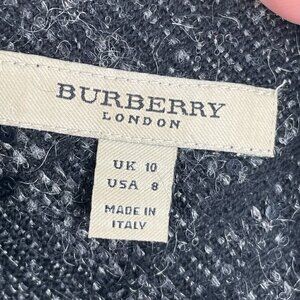 BURBERRY
LONDON
UK 10
USA 8
MADE IN
ITALY